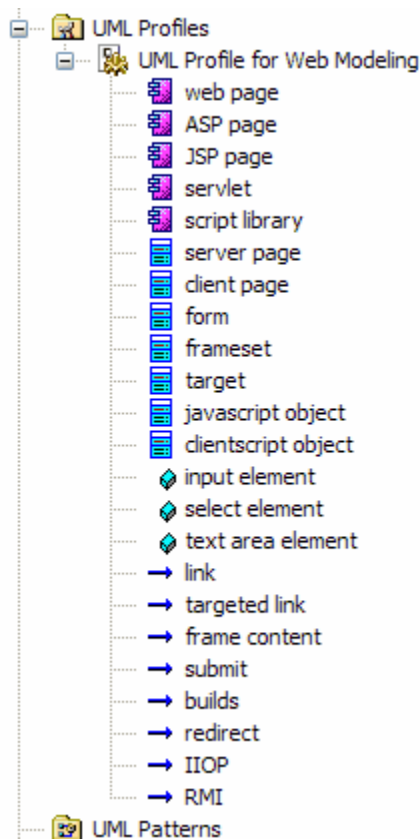 UML Profiles
UML Profile for Web Modeling
web page
ASP page
JSP page
servlet
script library
server page
client page
form
frameset
target
javascript object
clientscript object
input element
select element
text area element
link
targeted link
frame content
submit
builds
redirect
IIOP
RMI
UML Patterns